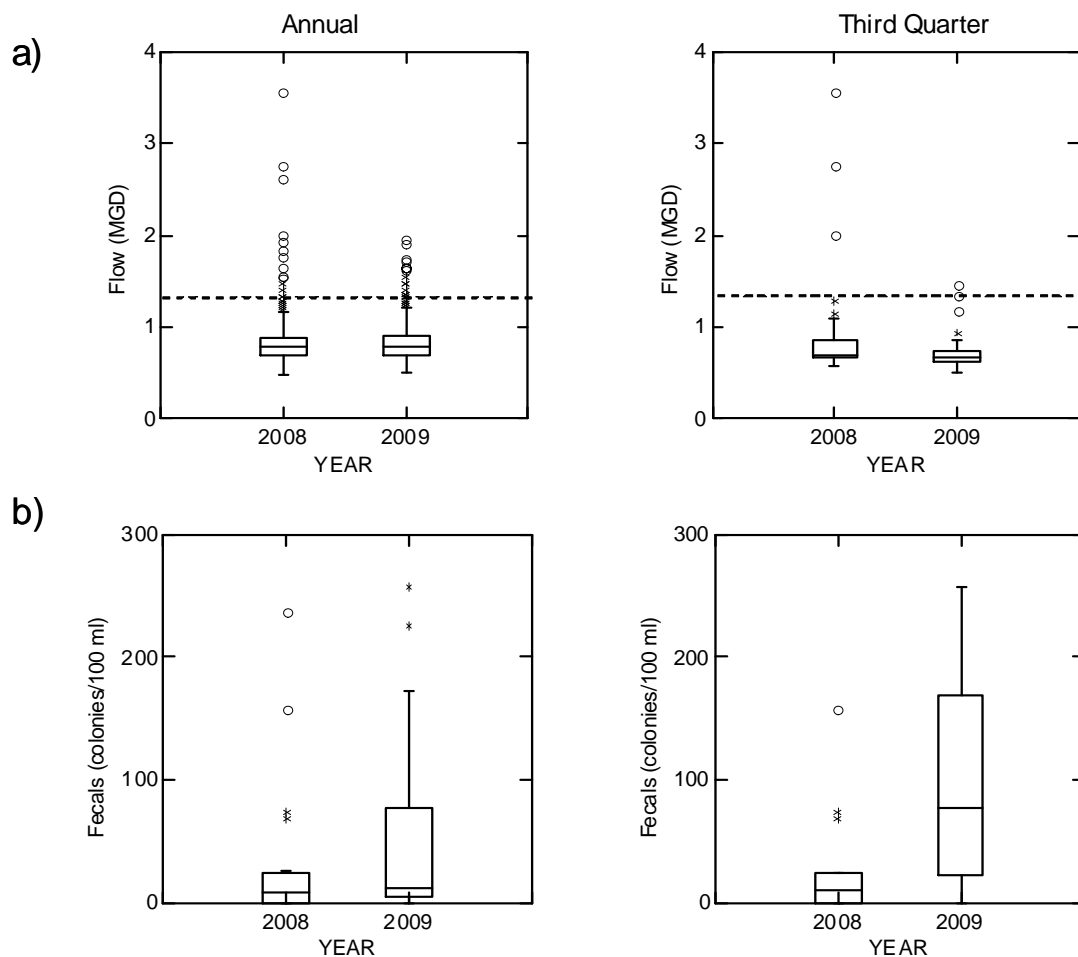 Annual
Third Quarter
a)
4
3
2
1
0
Flow (MGD)
2008 2009
YEAR
4
3
2
1
0
Flow (MGD)
2008 2009
YEAR
b)
300
200
100
0
Fecals (colonies/100 ml)
2008 2009
YEAR
300
200
100
0
Fecals (colonies/100 ml)
2008 2009
YEAR